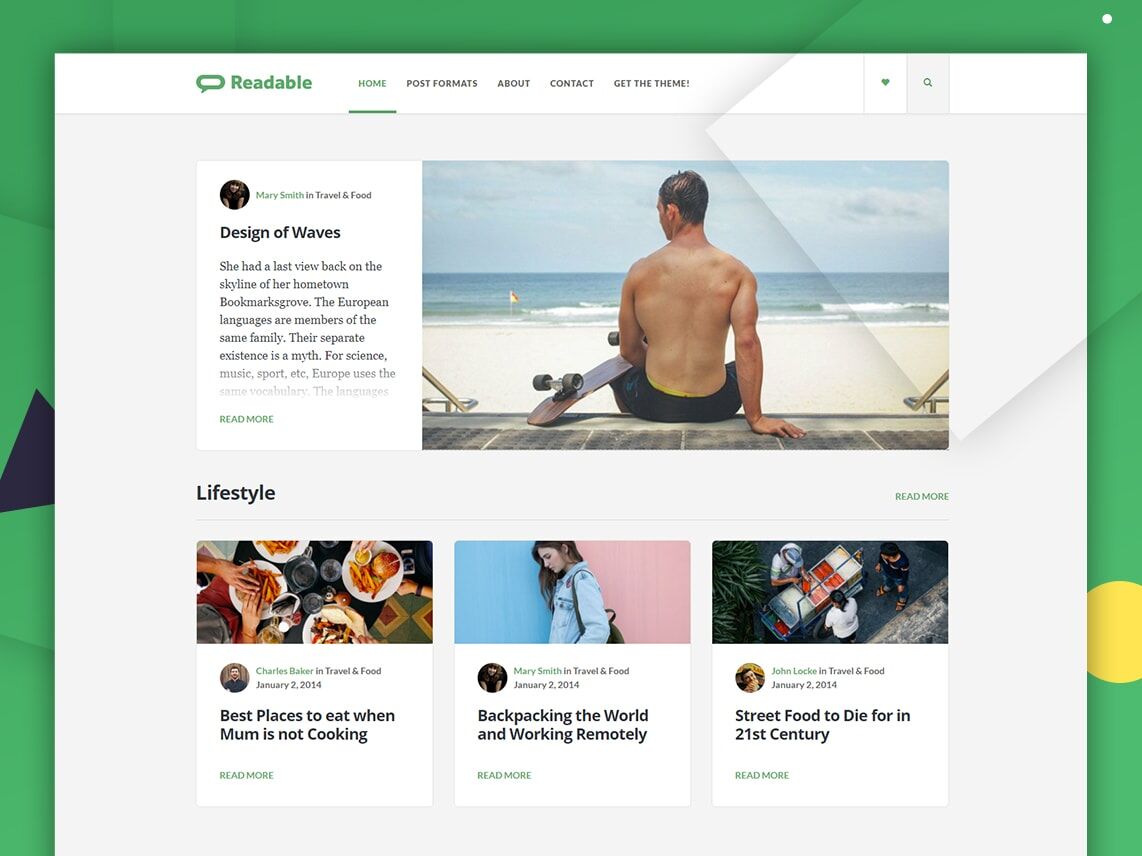 Readable
HOME POST FORMATS ABOUT CONTACT GET THE THEME!
Mary Smith in Travel & Food
Design of Waves
She had a last view back on the
skyline of her hometown
Bookmarksgrove. The European
languages are members of the
same family. Their separate
existence is a myth. For science,
music, sport, etc, Europe uses the
same vocabulary. The languages
READ MORE
Lifestyle
READ MORE
Charles Baker in Travel & Food
January 2, 2014
Best Places to eat when
Mum is not Cooking
READ MORE
Mary Smith in Travel & Food
January 2, 2014
Backpacking the World
and Working Remotely
READ MORE
John Locke in Travel & Food
January 2, 2014
Street Food to Die for in
21st Century
READ MORE